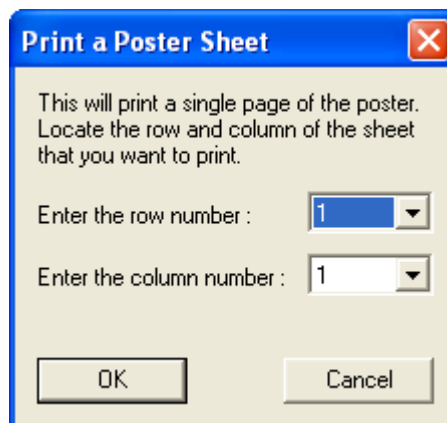 Print a Poster Sheet
This will print a single page of the poster.
Locate the row and column of the sheet
that you want to print.
Enter the row number : 1
Enter the column number : 1
OK Cancel